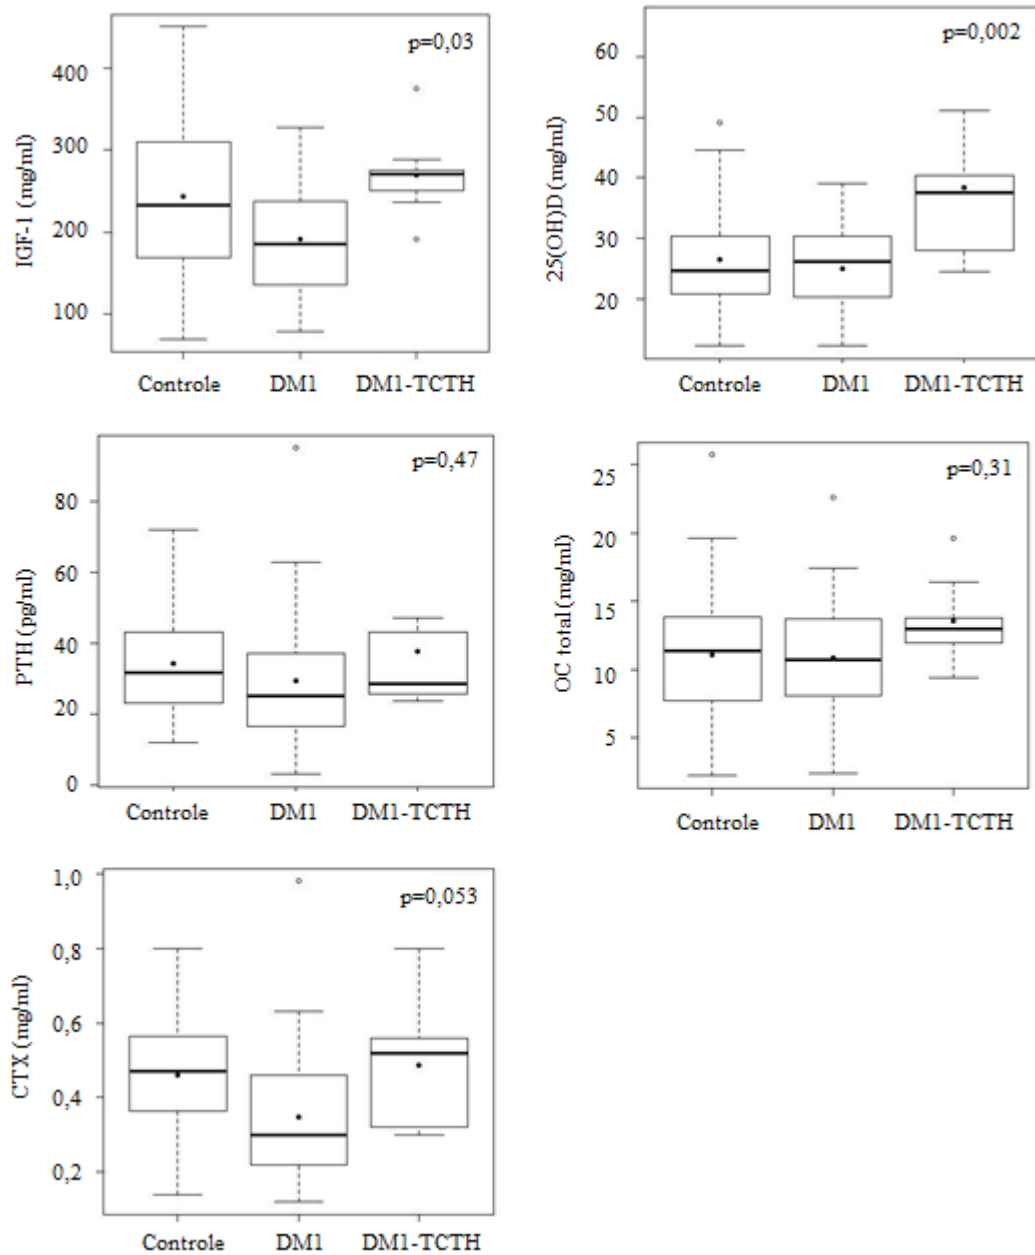 p=0,03
IGF-1 (mg/ml)
400
300
200
100
Controle DM1 DM1-TCTH
p=0,002
25(OH)D (mg/ml)
60
50
40
30
20
Controle DM1 DM1-TCTH
p=0,47
PTH (pg/ml)
80
60
40
20
0
Controle DM1 DM1-TCTH
p=0,31
OC total (mg/ml)
25
20
15
10
5
Controle DM1 DM1-TCTH
p=0,053
CTX (mg/ml)
1,0
0,8
0,6
0,4
0,2
Controle DM1 DM1-TCTH